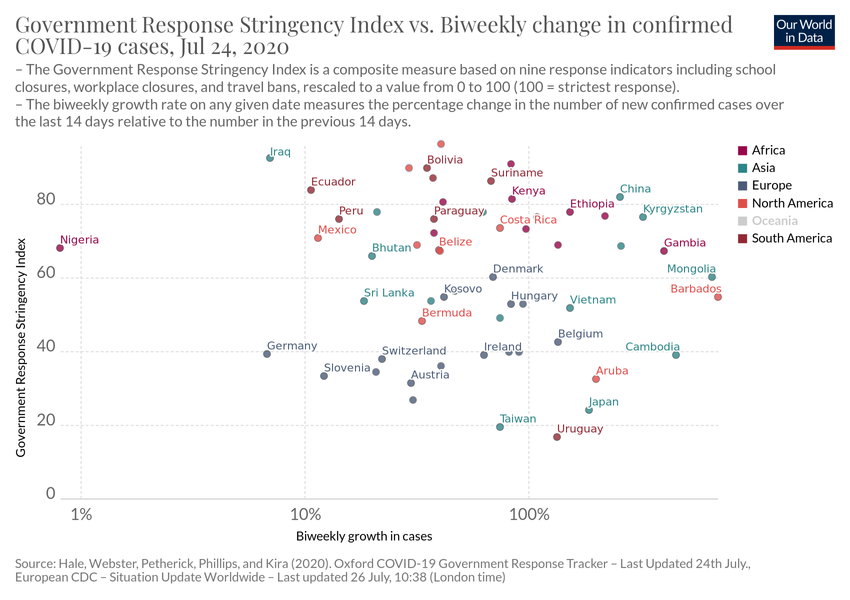 Government Response Stringency Index vs. Biweekly change in confirmed
COVID-19 cases, Jul 24, 2020
Our World
in Data
– The Government Response Stringency Index is a composite measure based on nine response indicators including school
closures, workplace closures, and travel bans, rescaled to a value from 0 to 100 (100 = strictest response).
– The biweekly growth rate on any given date measures the percentage change in the number of new confirmed cases over
the last 14 days relative to the number in the previous 14 days.
Government Response Stringency Index
80
60
40
20
0
Iraq
Bolivia
Ecuador
Suriname
Kenya
China
Peru
Paraguay
Ethiopia
Kyrgyzstan
Costa Rica
Mexico
Nigeria
Bhutan
Belize
Gambia
Denmark
Mongolia
Sri Lanka
Kosovo
Hungary
Vietnam
Barbados
Bermuda
Belgium
Germany
Switzerland
Ireland
Cambodia
Slovenia
Austria
Aruba
Japan
Taiwan
Uruguay
1%
10%
100%
Biweekly growth in cases
Africa
Asia
Europe
North America
Oceania
South America
Source: Hale, Webster, Petherick, Phillips, and Kira (2020). Oxford COVID-19 Government Response Tracker – Last Updated 24th July.,
European CDC – Situation Update Worldwide – Last updated 26 July, 10:38 (London time)